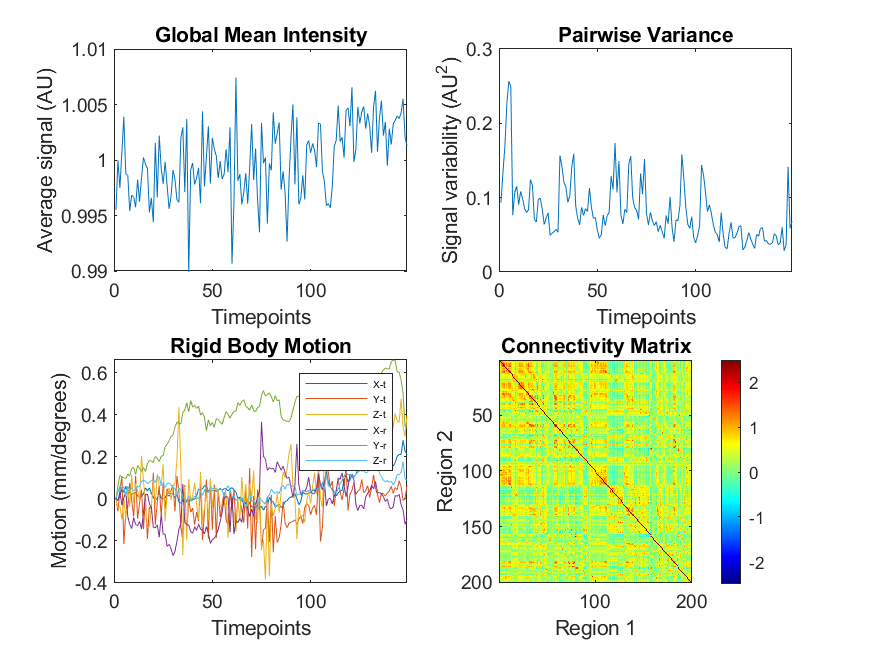 Global Mean Intensity
1.01
1.005
1
0.995
0.99
Average signal (AU)
0
50
100
Timepoints
Pairwise Variance
0.3
0.2
0.1
0
Signal variability (AU²)
0
50
100
Timepoints
Rigid Body Motion
0.6
0.4
0.2
0
-0.2
-0.4
Motion (mm/degrees)
0
50
100
Timepoints
X-t
Y-t
Z-t
X-r
Y-r
Z-r
Connectivity Matrix
50
100
150
200
Region 2
100
200
Region 1
2
1
0
-1
-2